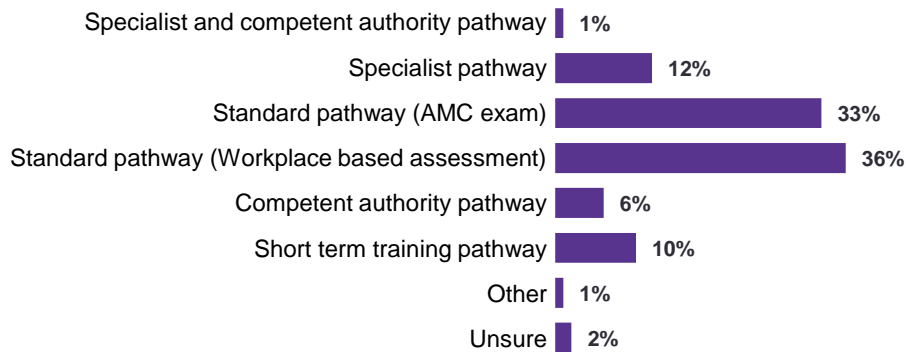 Specialist and competent authority pathway 1%
Specialist pathway 12%
Standard pathway (AMC exam) 33%
Standard pathway (Workplace based assessment) 36%
Competent authority pathway 6%
Short term training pathway 10%
Other 1%
Unsure 2%